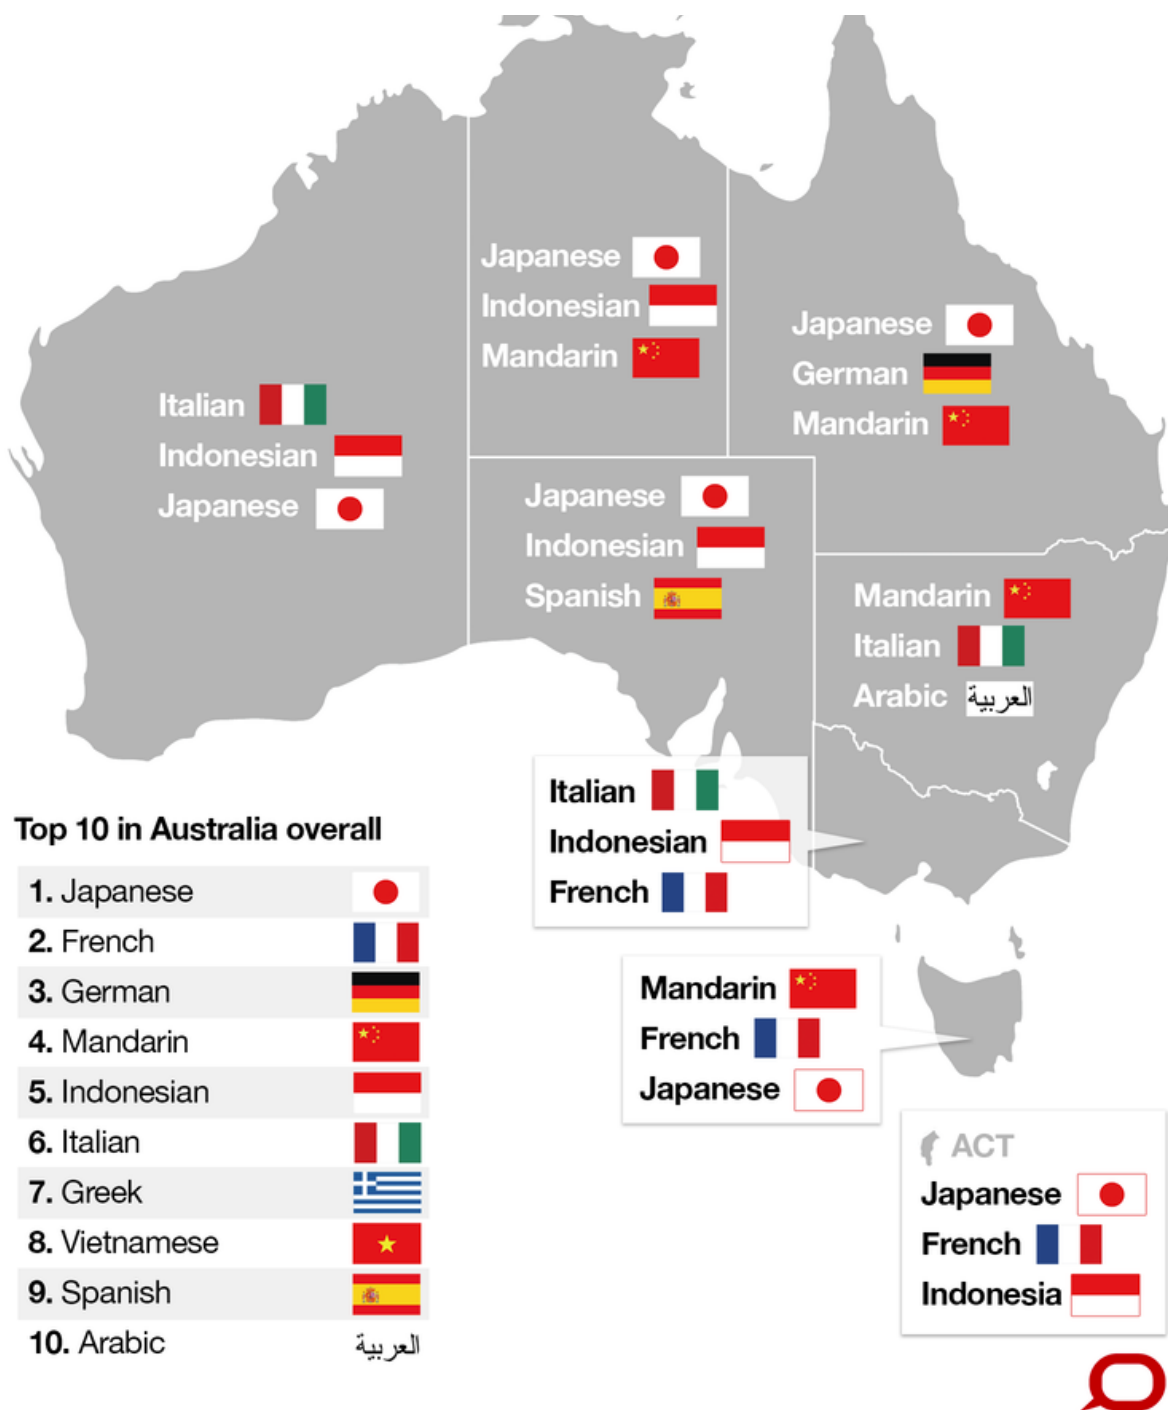 Japanese
Indonesian
Mandarin
Japanese
German
Mandarin
Italian
Indonesian
Japanese
Japanese
Indonesian
Spanish
Mandarin
Italian
Arabic العربية
Italian
Indonesian
French
Mandarin
French
Japanese
ACT
Japanese
French
Indonesia
Top 10 in Australia overall
1. Japanese
2. French
3. German
4. Mandarin
5. Indonesian
6. Italian
7. Greek
8. Vietnamese
9. Spanish
10. Arabic العربية